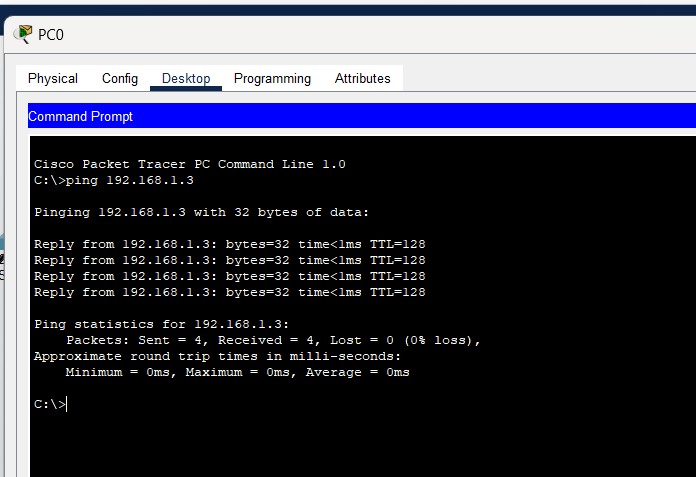 PC0
Physical Config Desktop Programming Attributes
Command Prompt
Cisco Packet Tracer PC Command Line 1.0
C:\>ping 192.168.1.3
Pinging 192.168.1.3 with 32 bytes of data:
Reply from 192.168.1.3: bytes=32 time<1ms TTL=128
Reply from 192.168.1.3: bytes=32 time<1ms TTL=128
Reply from 192.168.1.3: bytes=32 time<1ms TTL=128
Reply from 192.168.1.3: bytes=32 time<1ms TTL=128
Ping statistics for 192.168.1.3:
Packets: Sent = 4, Received = 4, Lost = 0 (0% loss),
Approximate round trip times in milli-seconds:
Minimum = 0ms, Maximum = 0ms, Average = 0ms
C:\>